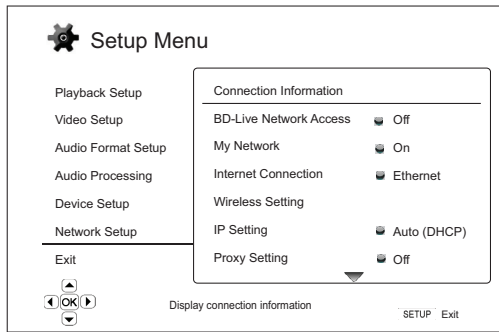 Setup Menu
Playback Setup
Video Setup
Audio Format Setup
Audio Processing
Device Setup
Network Setup
Exit
Connection Information
BD-Live Network Access Off
My Network On
Internet Connection Ethernet
Wireless Setting
IP Setting Auto (DHCP)
Proxy Setting Off
OK
Display connection information
SETUP Exit